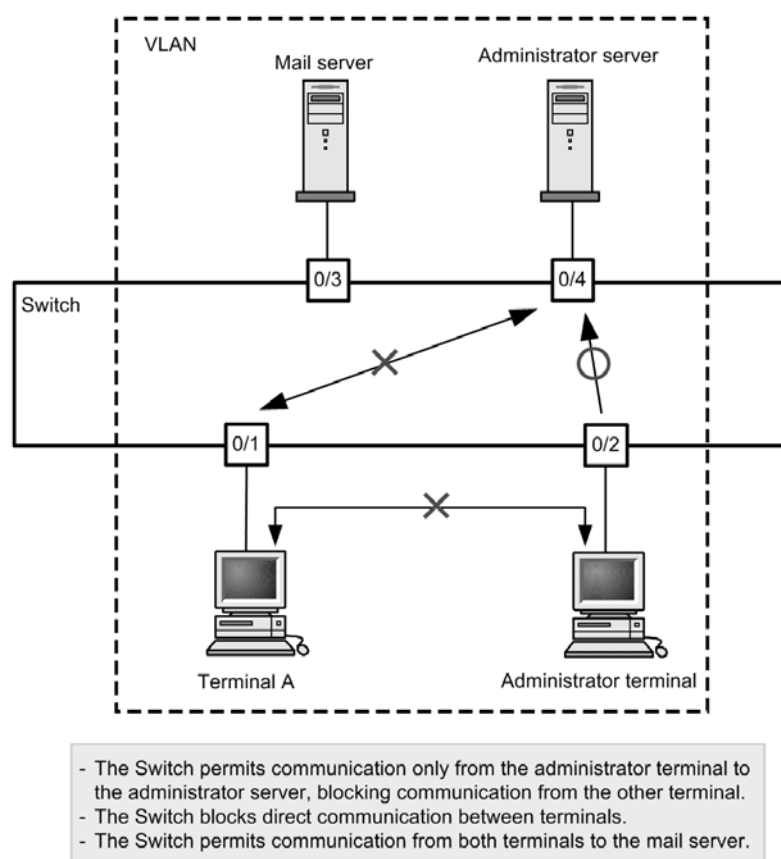 VLAN
Mail server
Administrator server
0/3
0/4
Switch
0/1
0/2
Terminal A
Administrator terminal
- The Switch permits communication only from the administrator terminal to
the administrator server, blocking communication from the other terminal.
- The Switch blocks direct communication between terminals.
- The Switch permits communication from both terminals to the mail server.